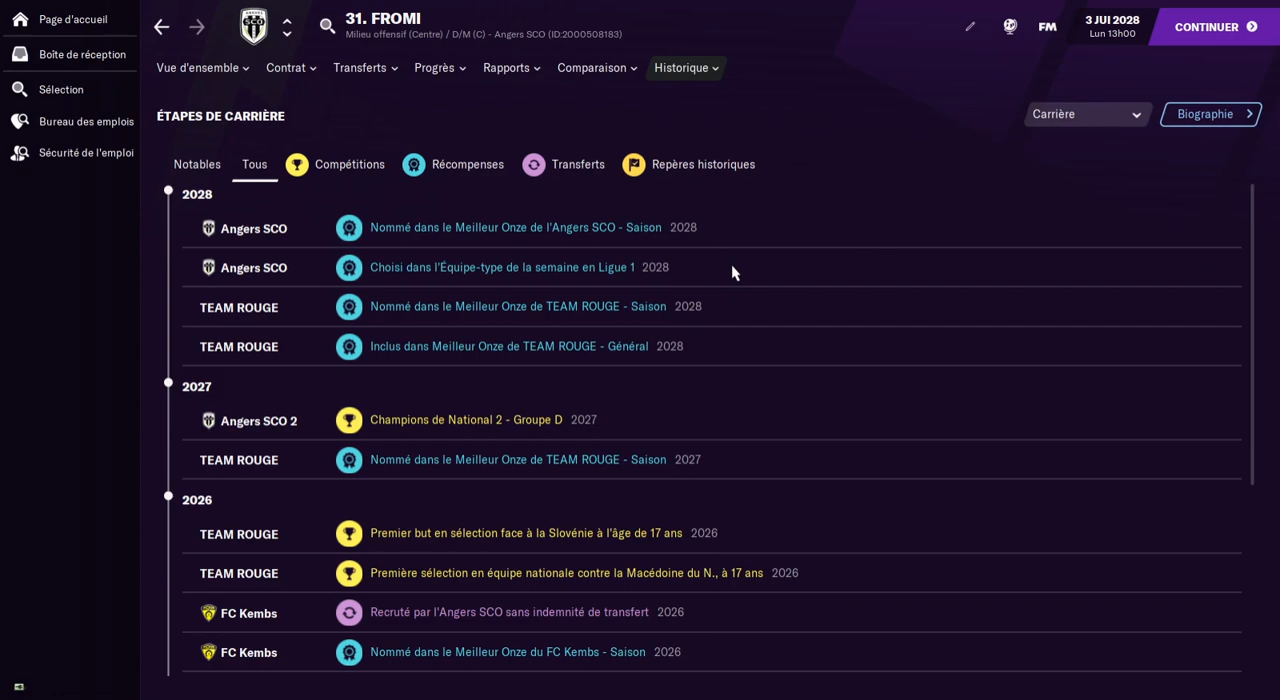 Page d'accueil
Boîte de réception
Sélection
Bureau des emplois
Sécurité de l'emploi
31. FROMI
Milieu offensif (Centre) / D/M (C) - Angers SCO (ID:2000508183)
FM
3 JUI 2028
Lun 13h00
CONTINUER
Vue d'ensemble
Contrat
Transferts
Progrès
Rapports
Comparaison
Historique
ÉTAPES DE CARRIÈRE
Carrière
Biographie
Notables
Tous
Compétitions
Récompenses
Transferts
Repères historiques
2028
Angers SCO Nommé dans le Meilleur Onze de l'Angers SCO - Saison 2028
Angers SCO Choisi dans l'Équipe-type de la semaine en Ligue 1 2028
TEAM ROUGE Nommé dans le Meilleur Onze de TEAM ROUGE - Saison 2028
TEAM ROUGE Inclus dans Meilleur Onze de TEAM ROUGE - Général 2028
2027
Angers SCO 2 Champions de National 2 - Groupe D 2027
TEAM ROUGE Nommé dans le Meilleur Onze de TEAM ROUGE - Saison 2027
2026
TEAM ROUGE Premier but en sélection face à la Slovénie à l'âge de 17 ans 2026
TEAM ROUGE Première sélection en équipe nationale contre la Macédoine du N., à 17 ans 2026
FC Kembs Recruté par l'Angers SCO sans indemnité de transfert 2026
FC Kembs Nommé dans le Meilleur Onze du FC Kembs - Saison 2026